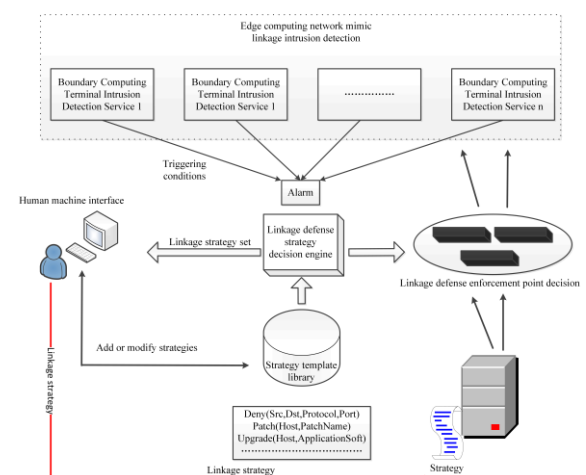 Edge computing network mimic
linkage intrusion detection
Boundary Computing
Terminal Intrusion
Detection Service 1
Boundary Computing
Terminal Intrusion
Detection Service 1
……………
Boundary Computing
Terminal Intrusion
Detection Service n
Triggering
conditions
Alarm
Human machine interface
Linkage strategy set
Linkage defense
strategy
decision engine
Linkage defense enforcement point decision
Linkage strategy
Add or modify strategies
Strategy template
library
Deny(Src,Dst,Protocol,Port)
Patch(Host,PatchName)
Upgrade(Host,ApplicationSoft)
……………………………
Linkage strategy
Strategy